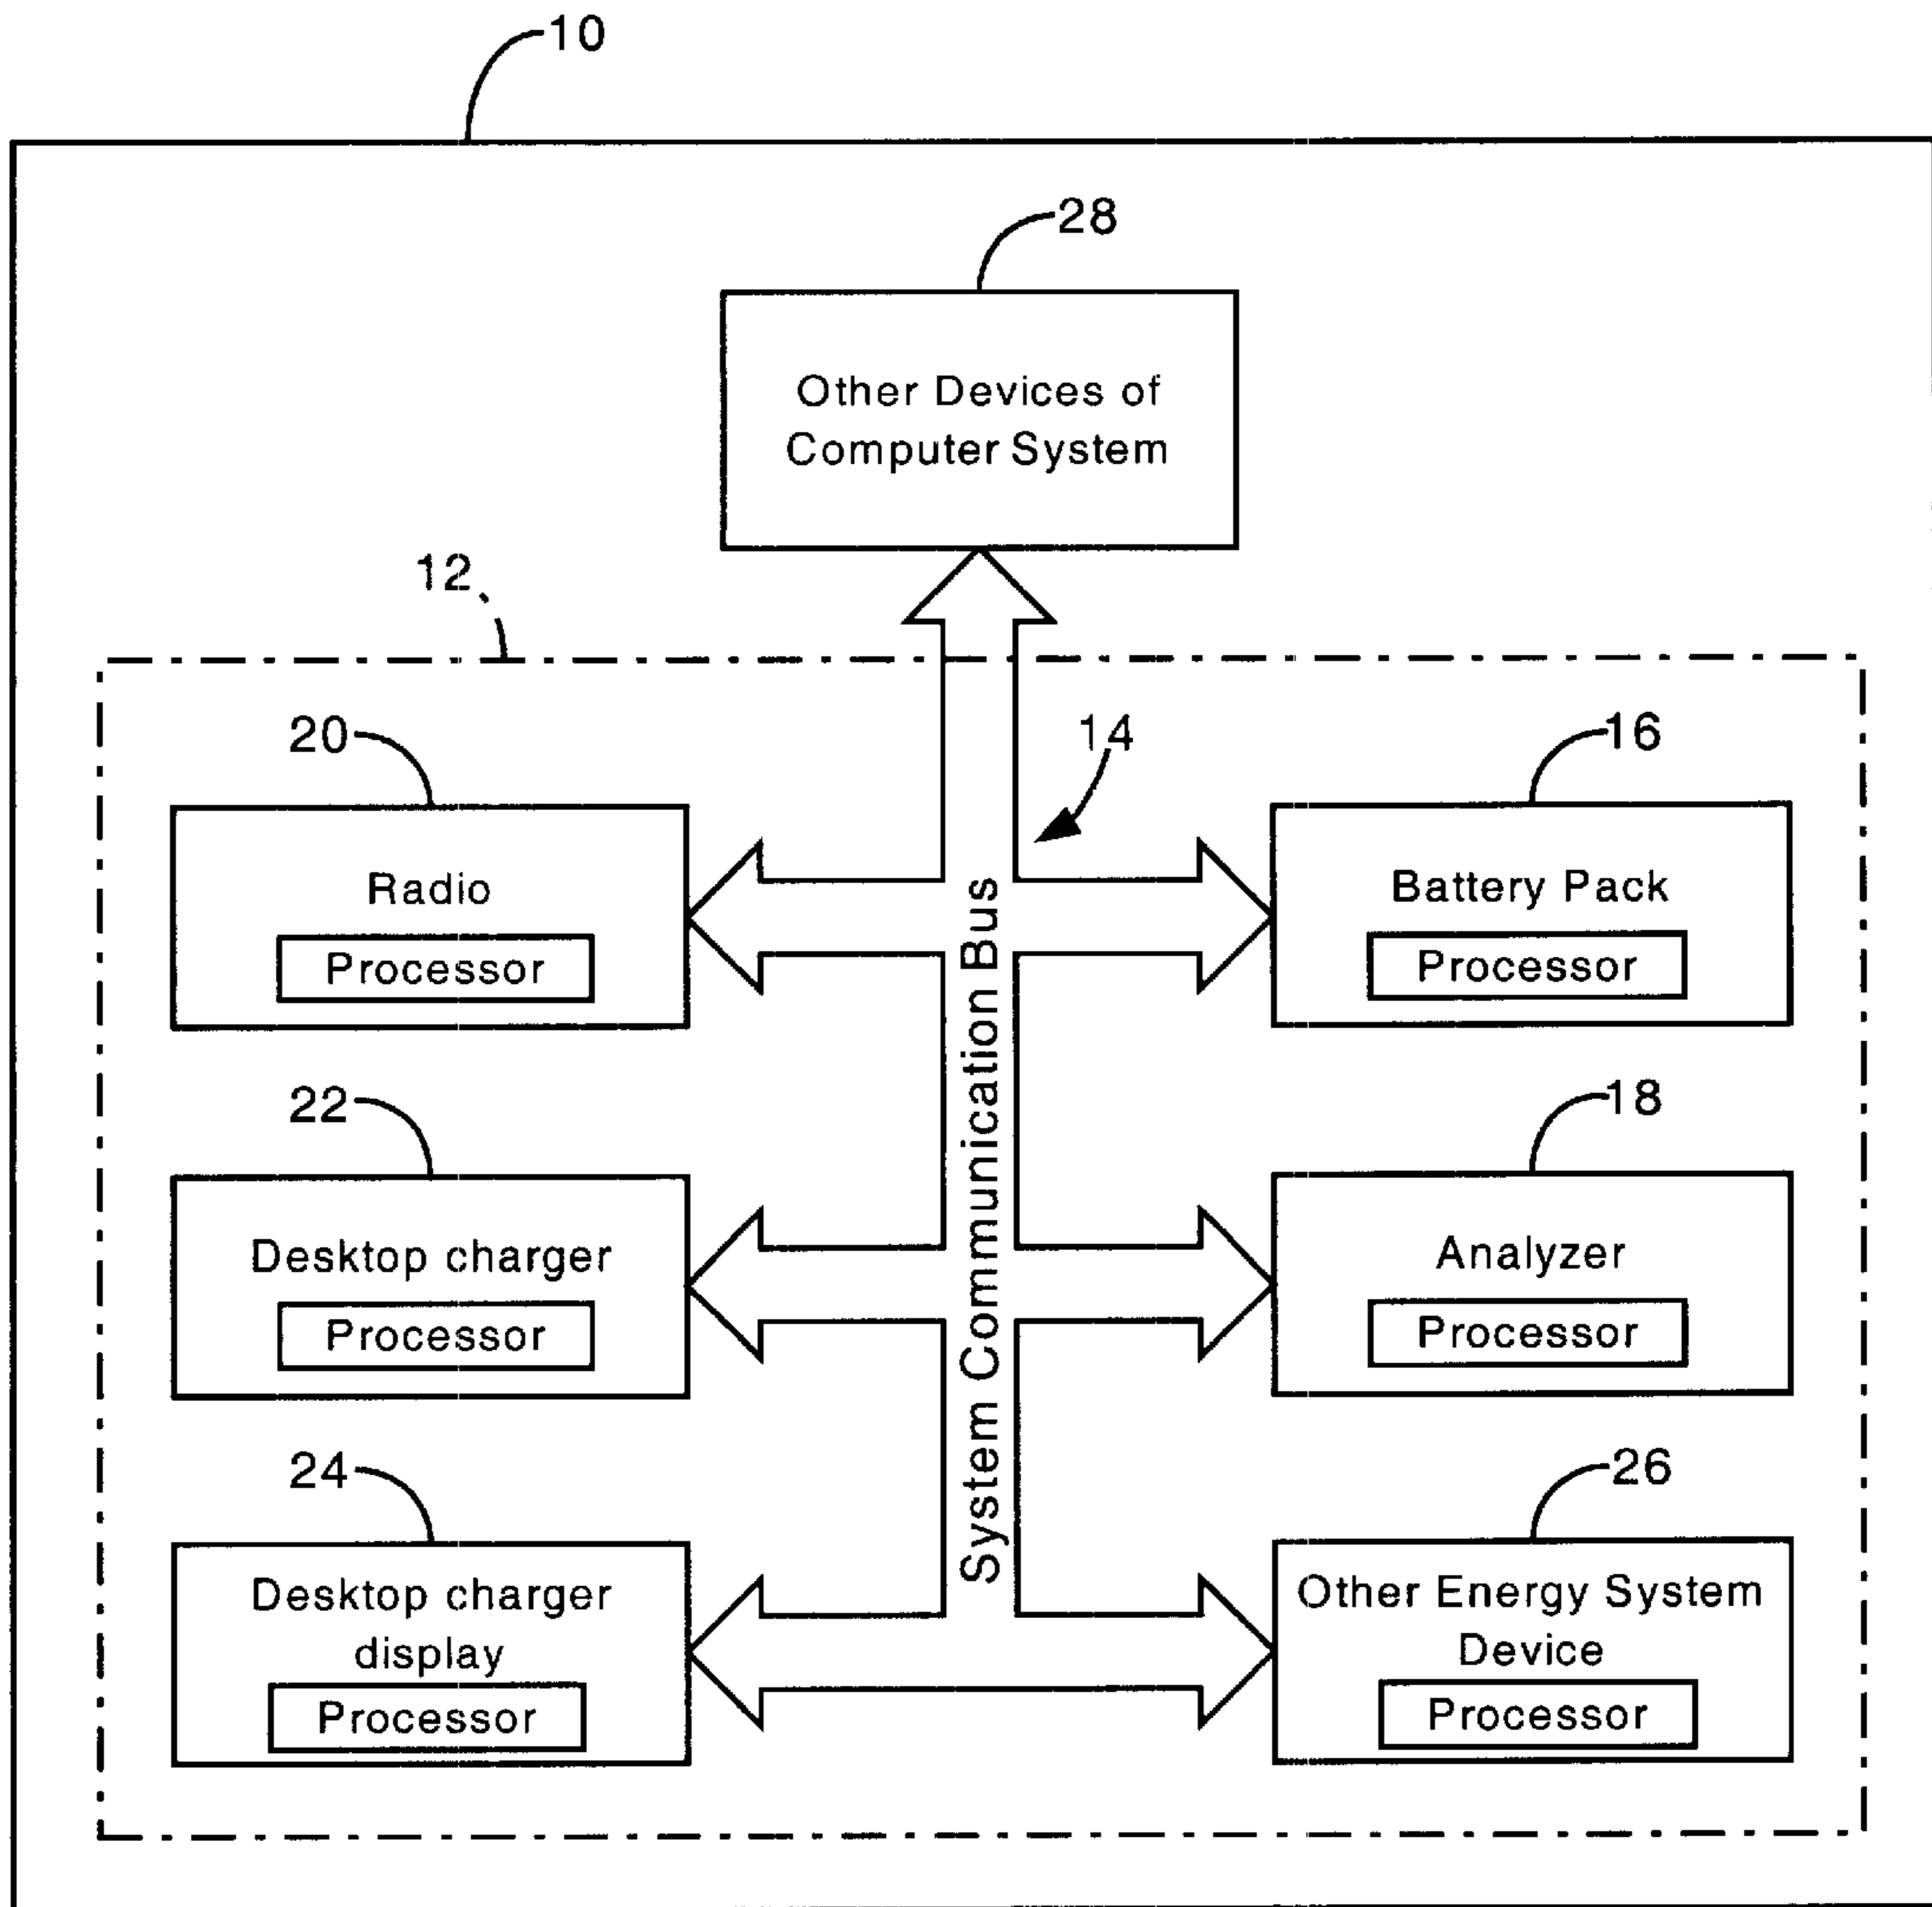 10
28
Other Devices of
Computer System
12
14
20
Radio
Processor
16
Battery Pack
Processor
System Communication Bus
22
Desktop charger
Processor
18
Analyzer
Processor
24
Desktop charger
display
Processor
26
Other Energy System
Device
Processor